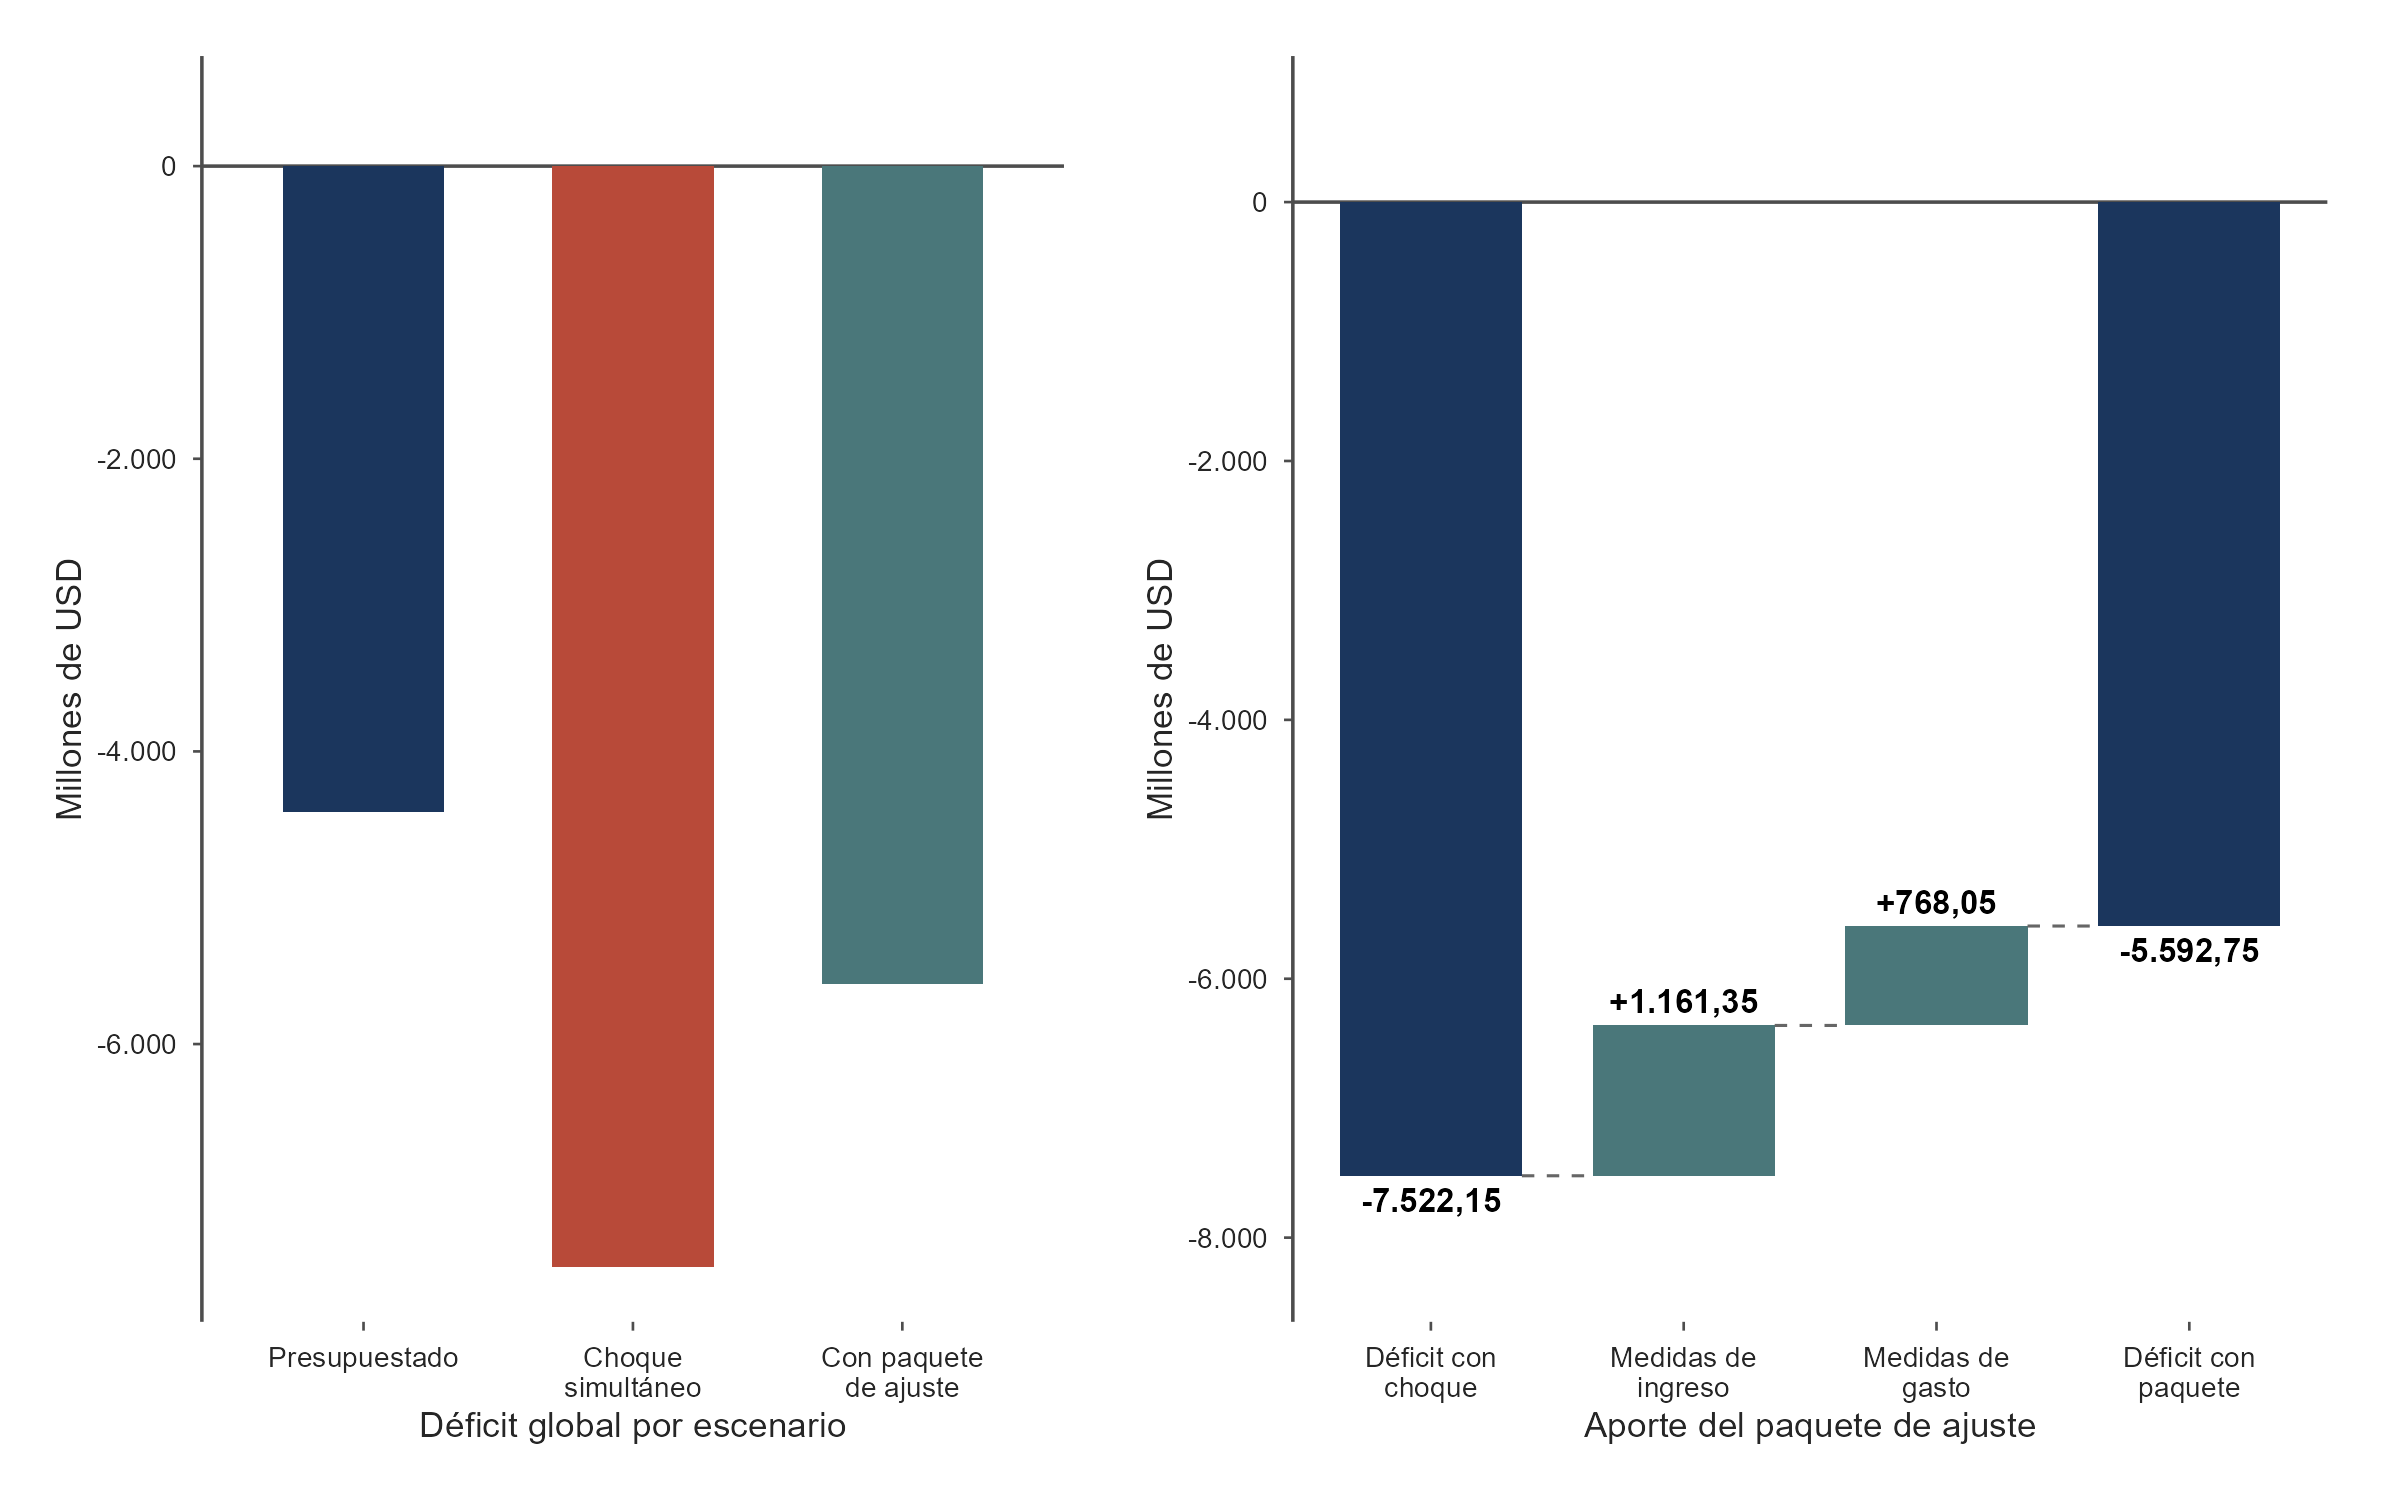 0
-2.000
-4.000
-6.000
Millones de USD
Presupuestado
Choque
simultáneo
Con paquete
de ajuste
Déficit global por escenario
0
-2.000
-4.000
-6.000
-8.000
Millones de USD
+768,05
-5.592,75
+1.161,35
-7.522,15
Déficit con
choque
Medidas de
ingreso
Medidas de
gasto
Déficit con
paquete
Aporte del paquete de ajuste